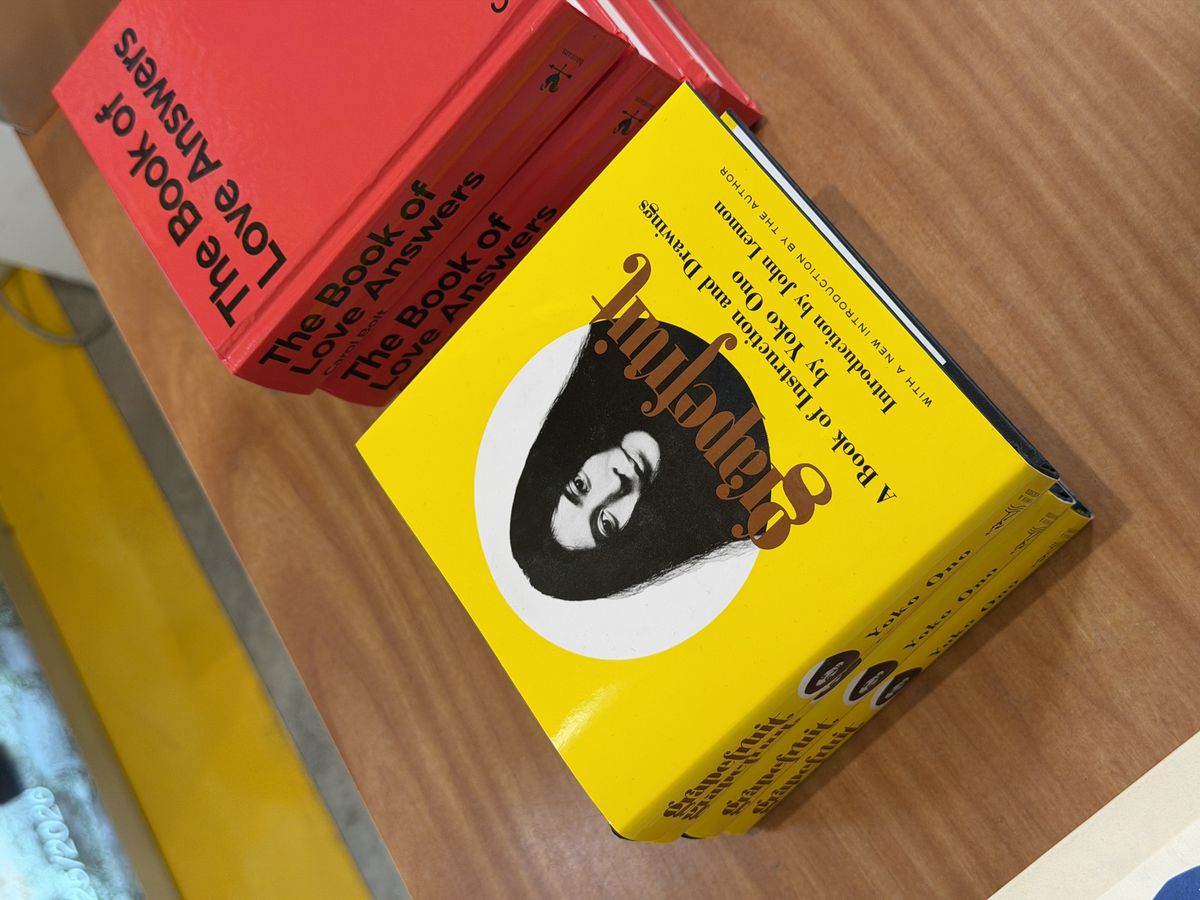 The Book of
Love Answers
The Book of
Love Answers
Carol Bolt
The Book of
Love Answers
grapefruit
A Book of Instruction and Drawings
by Yoko Ono
Introduction by John Lennon
WITH A NEW INTRODUCTION BY THE AUTHOR
grapefruit
Yoko Ono
grapefruit
Yoko Ono
grapefruit
Yoko Ono